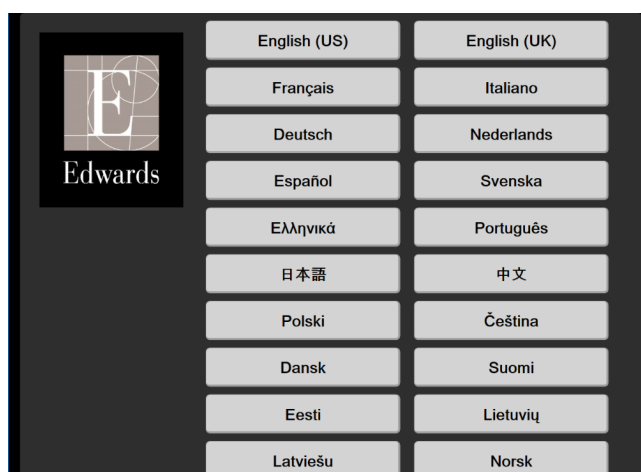 E
Edwards
English (US) English (UK)
Français Italiano
Deutsch Nederlands
Español Svenska
Ελληνικά Português
日本語 中文
Polski Čeština
Dansk Suomi
Eesti Lietuvių
Latviešu Norsk